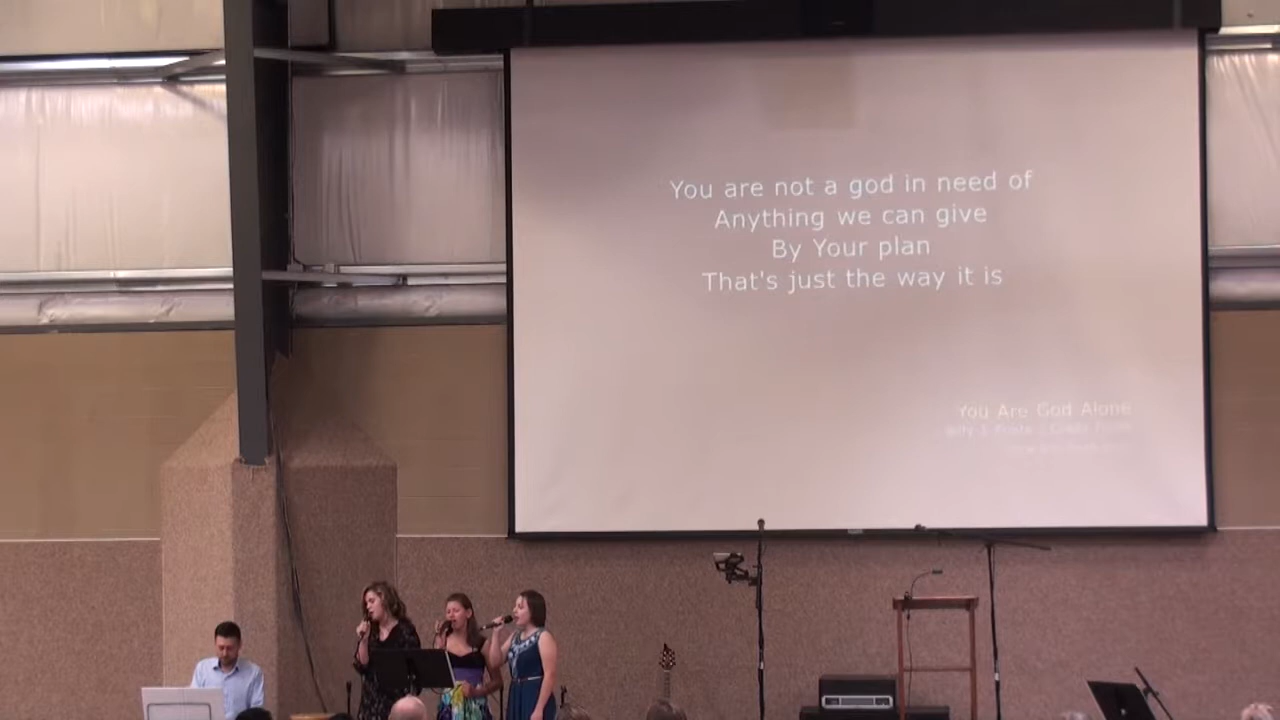 You are not a god in need of
Anything we can give
By Your plan
That's just the way it is
You Are God Alone